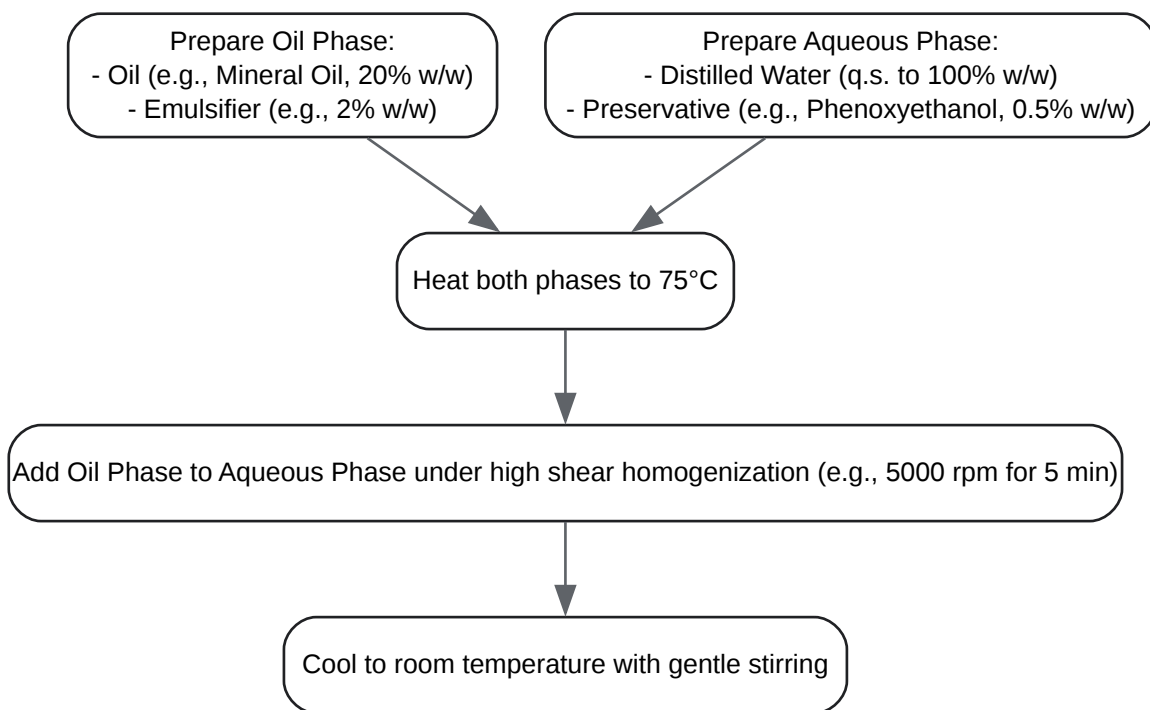 Prepare Oil Phase:
- Oil (e.g., Mineral Oil, 20% w/w)
- Emulsifier (e.g., 2% w/w)
Prepare Aqueous Phase:
- Distilled Water (q.s. to 100% w/w)
- Preservative (e.g., Phenoxyethanol, 0.5% w/w)
Heat both phases to 75°C
Add Oil Phase to Aqueous Phase under high shear homogenization (e.g., 5000 rpm for 5 min)
Cool to room temperature with gentle stirring